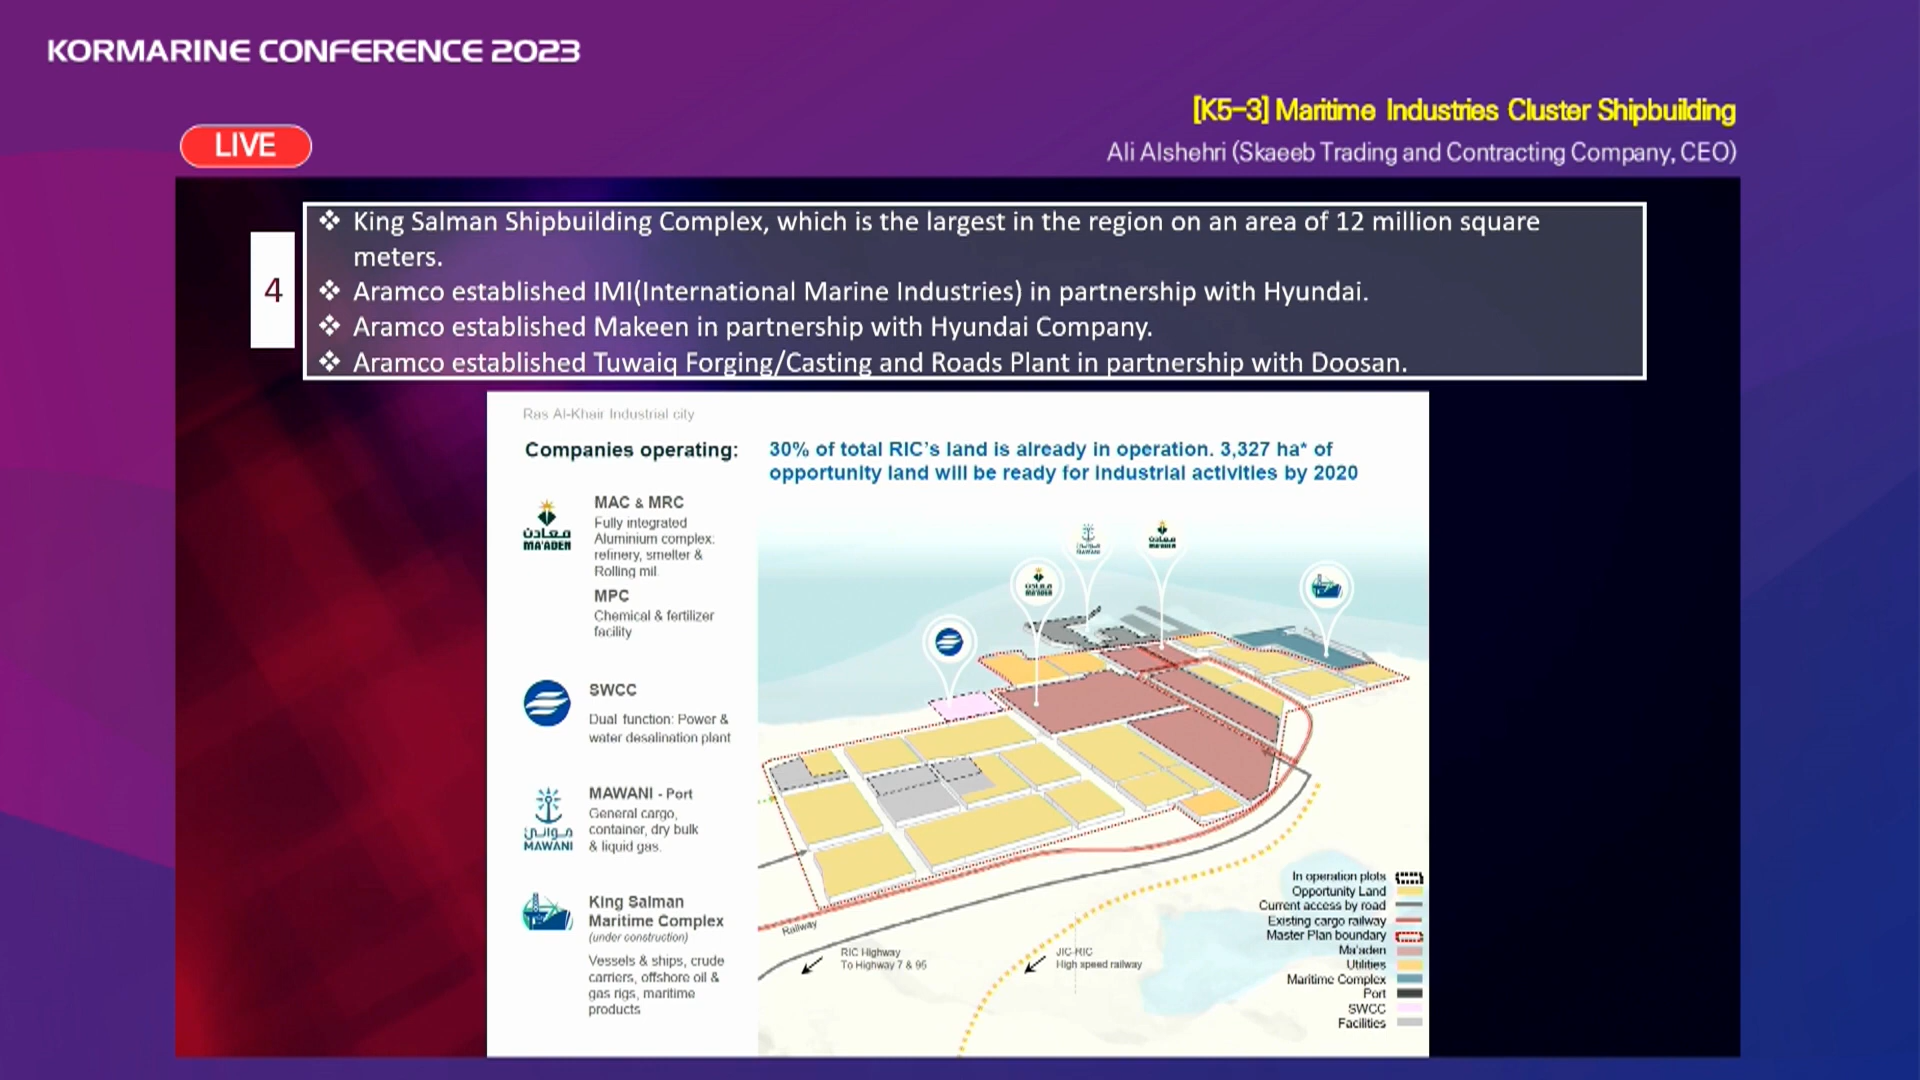 KORMARINE CONFERENCE 2023
[K5-3] Maritime Industries Cluster Shipbuilding
LIVE
Ali Alshehri (Skaeeb Trading and Contracting Company, CEO)
4
❖ King Salman Shipbuilding Complex, which is the largest in the region on an area of 12 million square
meters.
❖ Aramco established IMI(International Marine Industries) in partnership with Hyundai.
❖ Aramco established Makeen in partnership with Hyundai Company.
❖ Aramco established Tuwaiq Forging/Casting and Roads Plant in partnership with Doosan.
Ras Al-Khair Industrial city
Companies operating:
30% of total RIC's land is already in operation. 3,327 ha* of
opportunity land will be ready for industrial activities by 2020
معادن
MA'ADEN
MAC & MRC
Fully integrated
Aluminium complex:
refinery, smelter &
Rolling mil
MPC
Chemical & fertilizer
facility
SWCC
Dual function: Power &
water desalination plant
موانئ
MAWANI
MAWANI - Port
General cargo,
container, dry bulk
& liquid gas.
King Salman
Maritime Complex
(under construction)
Vessels & ships, crude
carriers, offshore oil &
gas rigs, maritime
products
MAWANI
معادن
MA'ADEN
معادن
MA'ADEN
Railway
RIC Highway
To Highway 7 & 95
JIC-RIC
High speed railway
In operation plots
Opportunity Land
Current access by road
Existing cargo railway
Master Plan boundary
Ma'aden
Utilities
Maritime Complex
Port
SWCC
Facilities